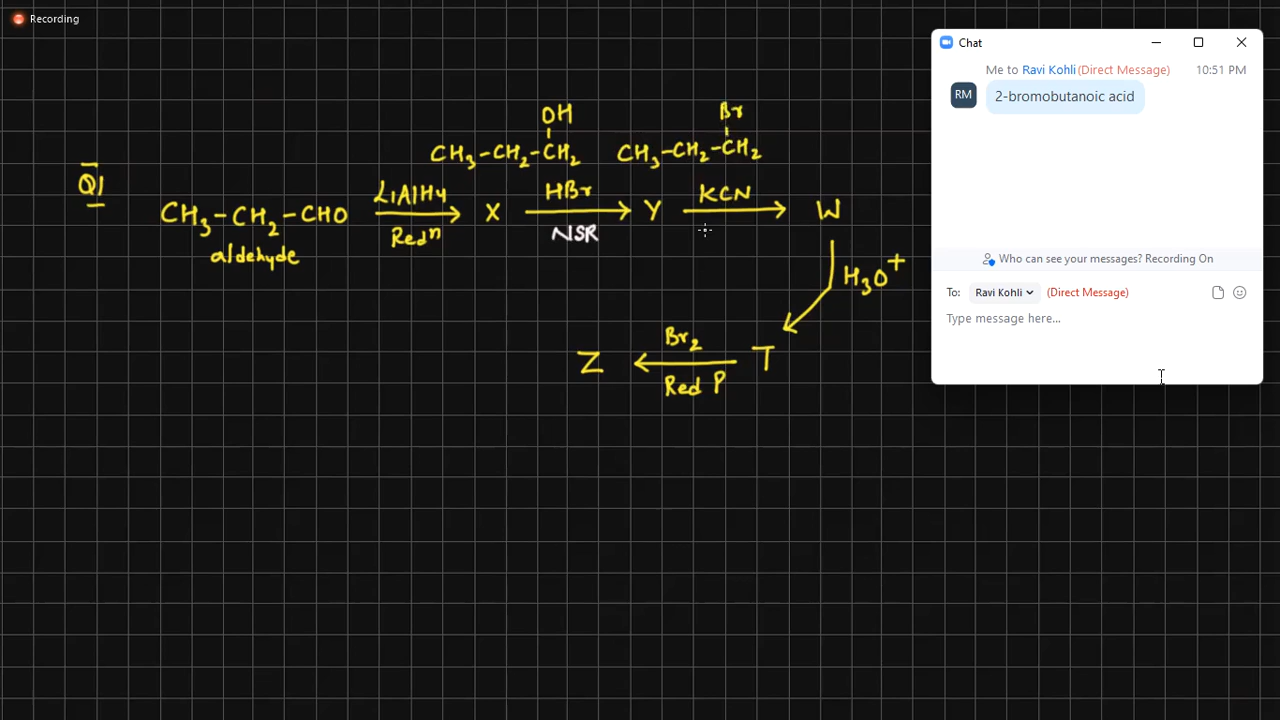 Recording
Chat
Me to Ravi Kohli(Direct Message) 10:51 PM
RM
2-bromobutanoic acid
OH
CH3-CH2-CH2
Br
CH3-CH2-CH2
Q1
CH3-CH2-CHO
aldehyde
LiAlH4
Redⁿ
X
HBr
NSR
Y
KCN
W
H3O+
T
Br2
Red P
Z
Who can see your messages? Recording On
To: Ravi Kohli (Direct Message)
Type message here...